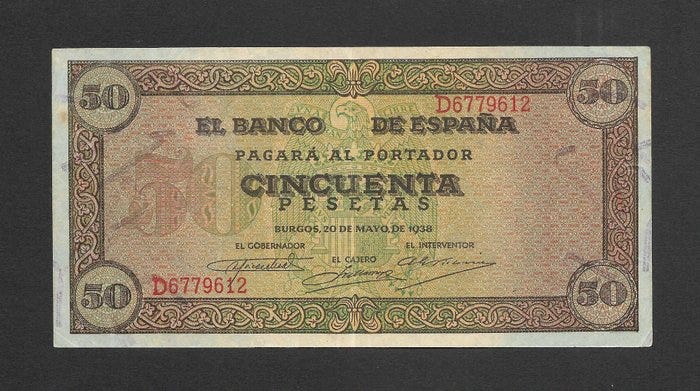 50 50
D6779612
EL BANCO DE ESPAÑA
PAGARÁ AL PORTADOR
50
CINCUENTA
PESETAS
BURGOS, 20 DE MAYO, DE 1938
EL GOBERNADOR EL CAJERO EL INTERVENTOR
D6779612
50 50